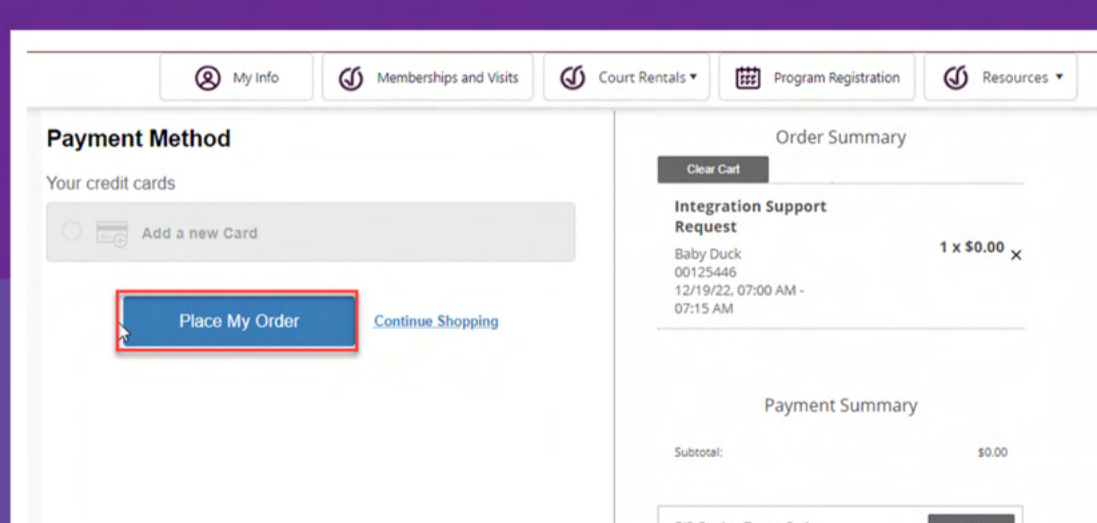 My Info
Memberships and Visits
Court Rentals
Program Registration
Resources
Payment Method
Your credit cards
Add a new Card
Place My Order
Continue Shopping
Order Summary
Clear Cart
Integration Support
Request
Baby Duck
00125446
12/19/22, 07:00 AM -
07:15 AM
1 x $0.00
Payment Summary
Subtotal:
$0.00